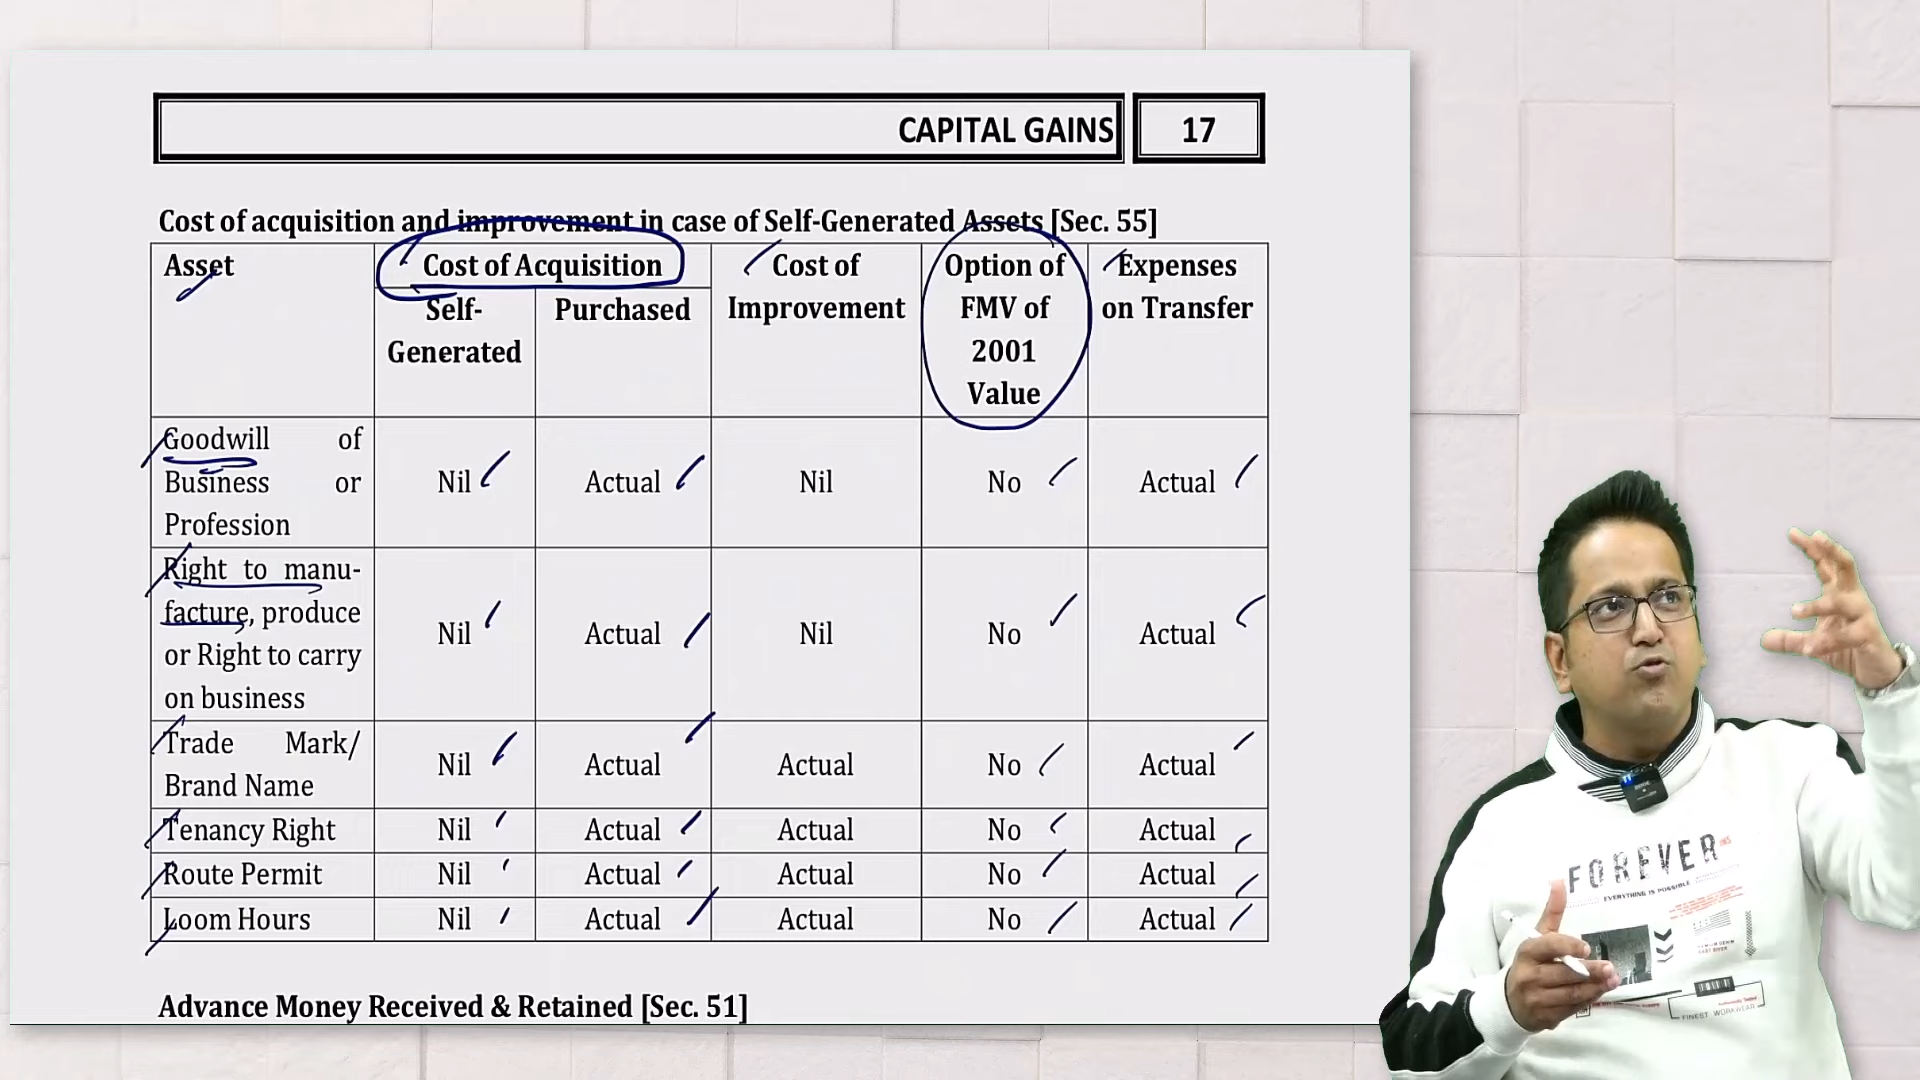 CAPITAL GAINS 17
Cost of acquisition and improvement in case of Self-Generated Assets [Sec. 55]
Asset Cost of Acquisition Cost of Improvement Option of FMV of 2001 Value Expenses on Transfer
Self-Generated Purchased
Goodwill of Business or Profession Nil Actual Nil No Actual
Right to manu-facture, produce or Right to carry on business Nil Actual Nil No Actual
Trade Mark/ Brand Name Nil Actual Actual No Actual
Tenancy Right Nil Actual Actual No Actual
Route Permit Nil Actual Actual No Actual
Loom Hours Nil Actual Actual No Actual
Advance Money Received & Retained [Sec. 51]
FOREVER
EVERYTHING IS POSSIBLE
FINEST WORKWEAR